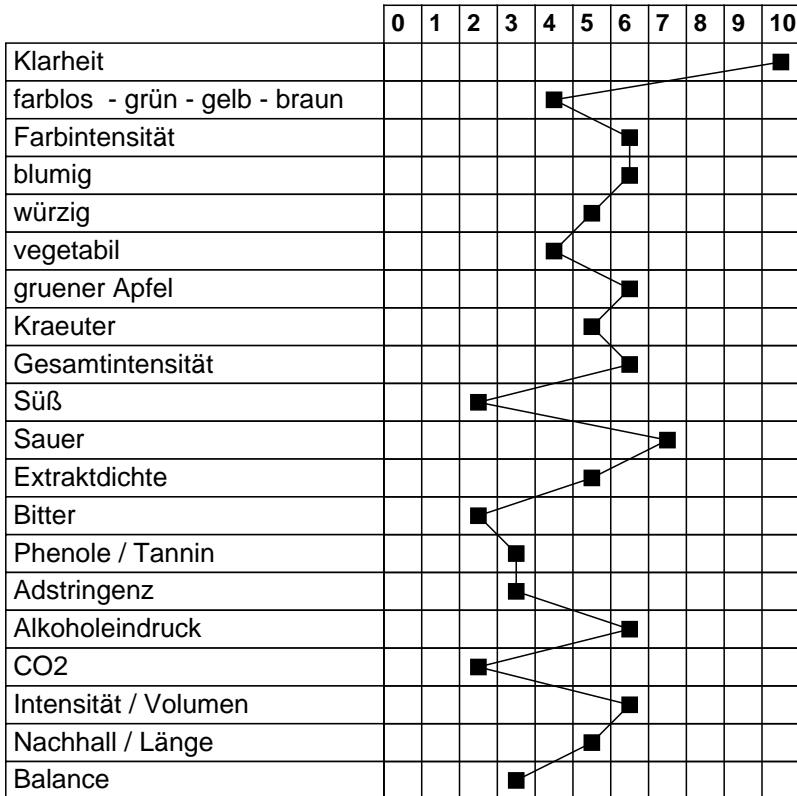 0 1 2 3 4 5 6 7 8 9 10
Klarheit
farblos - grün - gelb - braun
Farbintensität
blumig
würzig
vegetabil
gruener Apfel
Kraeuter
Gesamtintensität
Süß
Sauer
Extraktdichte
Bitter
Phenole / Tannin
Adstringenz
Alkoholeindruck
CO2
Intensität / Volumen
Nachhall / Länge
Balance